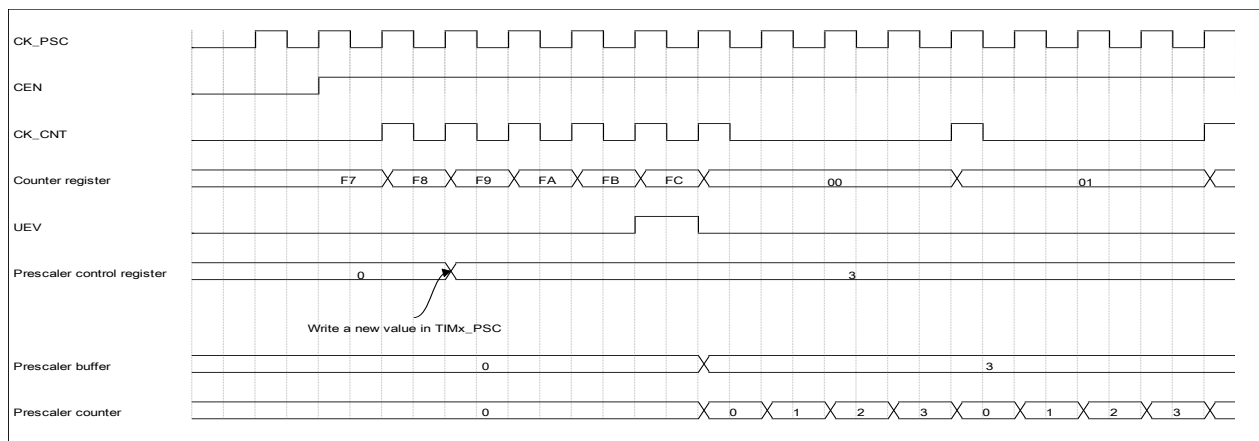 CK_PSC
CEN
CK_CNT
Counter register F7 F8 F9 FA FB FC 00 01
UEV
Prescaler control register 0 3
Write a new value in TIMx_PSC
Prescaler buffer 0 3
Prescaler counter 0 0 1 2 3 0 1 2 3